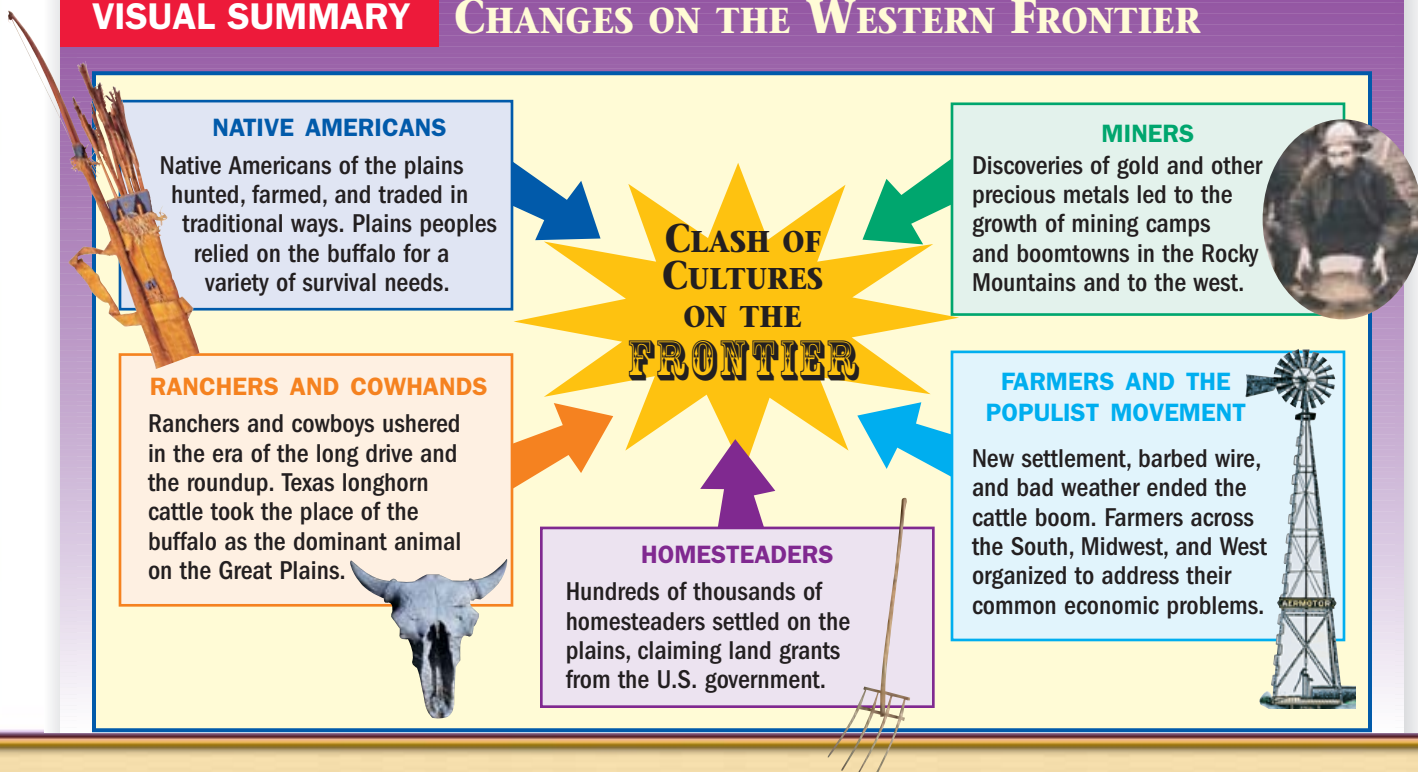 VISUAL SUMMARY
CHANGES ON THE WESTERN FRONTIER
NATIVE AMERICANS
Native Americans of the plains
hunted, farmed, and traded in
traditional ways. Plains peoples
relied on the buffalo for a
variety of survival needs.
RANCHERS AND COWHANDS
Ranchers and cowboys ushered
in the era of the long drive and
the roundup. Texas longhorn
cattle took the place of the
buffalo as the dominant animal
on the Great Plains.
CLASH OF
CULTURES
ON THE
FRONTIER
HOMESTEADERS
Hundreds of thousands of
homesteaders settled on the
plains, claiming land grants
from the U.S. government.
MINERS
Discoveries of gold and other
precious metals led to the
growth of mining camps
and boomtowns in the Rocky
Mountains and to the west.
FARMERS AND THE
POPULIST MOVEMENT
New settlement, barbed wire,
and bad weather ended the
cattle boom. Farmers across
the South, Midwest, and West
organized to address their
common economic problems.
AERMOTOR